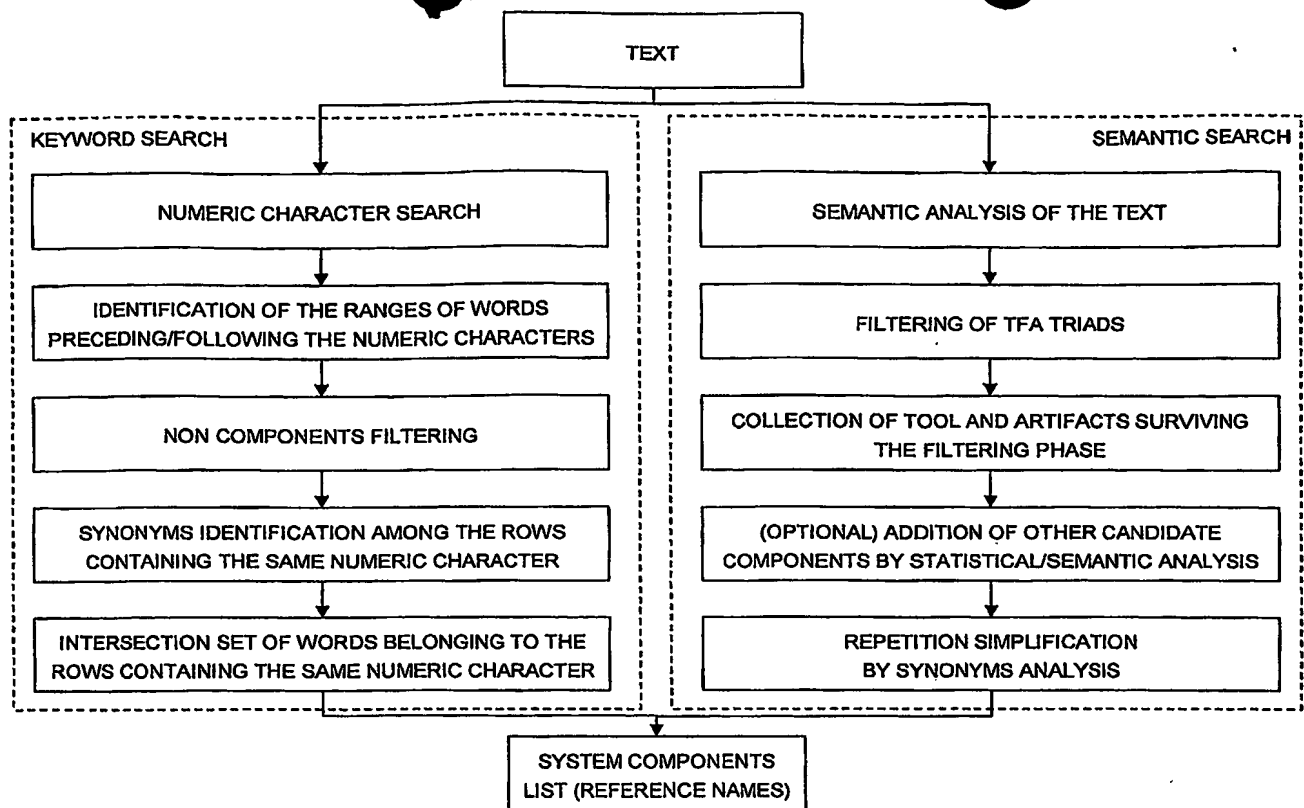 TEXT
KEYWORD SEARCH
NUMERIC CHARACTER SEARCH
IDENTIFICATION OF THE RANGES OF WORDS
PRECEDING/FOLLOWING THE NUMERIC CHARACTERS
NON COMPONENTS FILTERING
SYNONYMS IDENTIFICATION AMONG THE ROWS
CONTAINING THE SAME NUMERIC CHARACTER
INTERSECTION SET OF WORDS BELONGING TO THE
ROWS CONTAINING THE SAME NUMERIC CHARACTER
SEMANTIC SEARCH
SEMANTIC ANALYSIS OF THE TEXT
FILTERING OF TFA TRIADS
COLLECTION OF TOOL AND ARTIFACTS SURVIVING
THE FILTERING PHASE
(OPTIONAL) ADDITION OF OTHER CANDIDATE
COMPONENTS BY STATISTICAL/SEMANTIC ANALYSIS
REPETITION SIMPLIFICATION
BY SYNONYMS ANALYSIS
SYSTEM COMPONENTS
LIST (REFERENCE NAMES)